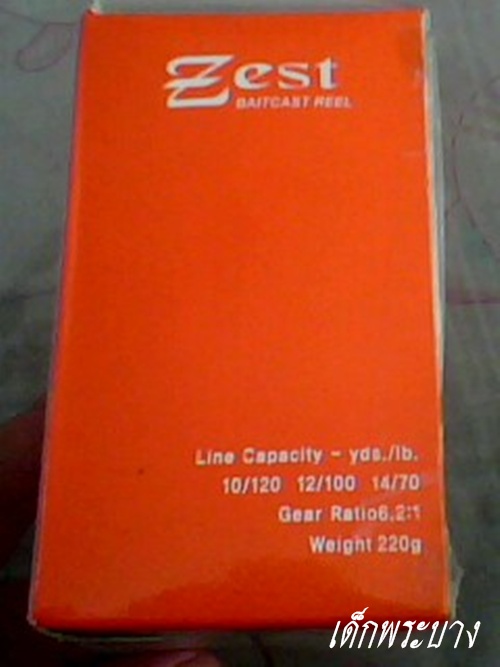 Zest
BAITCAST REEL
Line Capacity - yds./lb.
10/120 12/100 14/70
Gear Ratio6.2:1
Weight 220g
เด็กพระบาง